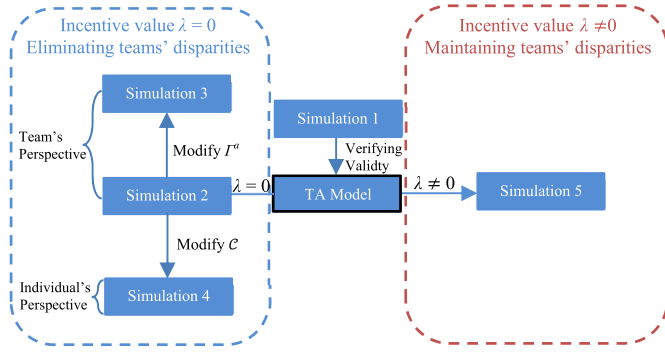 Incentive value λ = 0
Eliminating teams' disparities
Incentive value λ ≠0
Maintaining teams' disparities
Simulation 3
Simulation 1
Team's
Perspective
Modify Γᵃ
Verifying
Validty
Simulation 2
λ = 0
TA Model
λ ≠ 0
Simulation 5
Modify 𝒞
Individual's
Perspective
Simulation 4